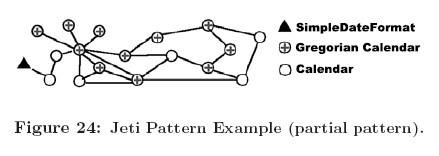 SimpleDateFormat
Gregorian Calendar
Calendar
Figure 24: Jeti Pattern Example (partial pattern).